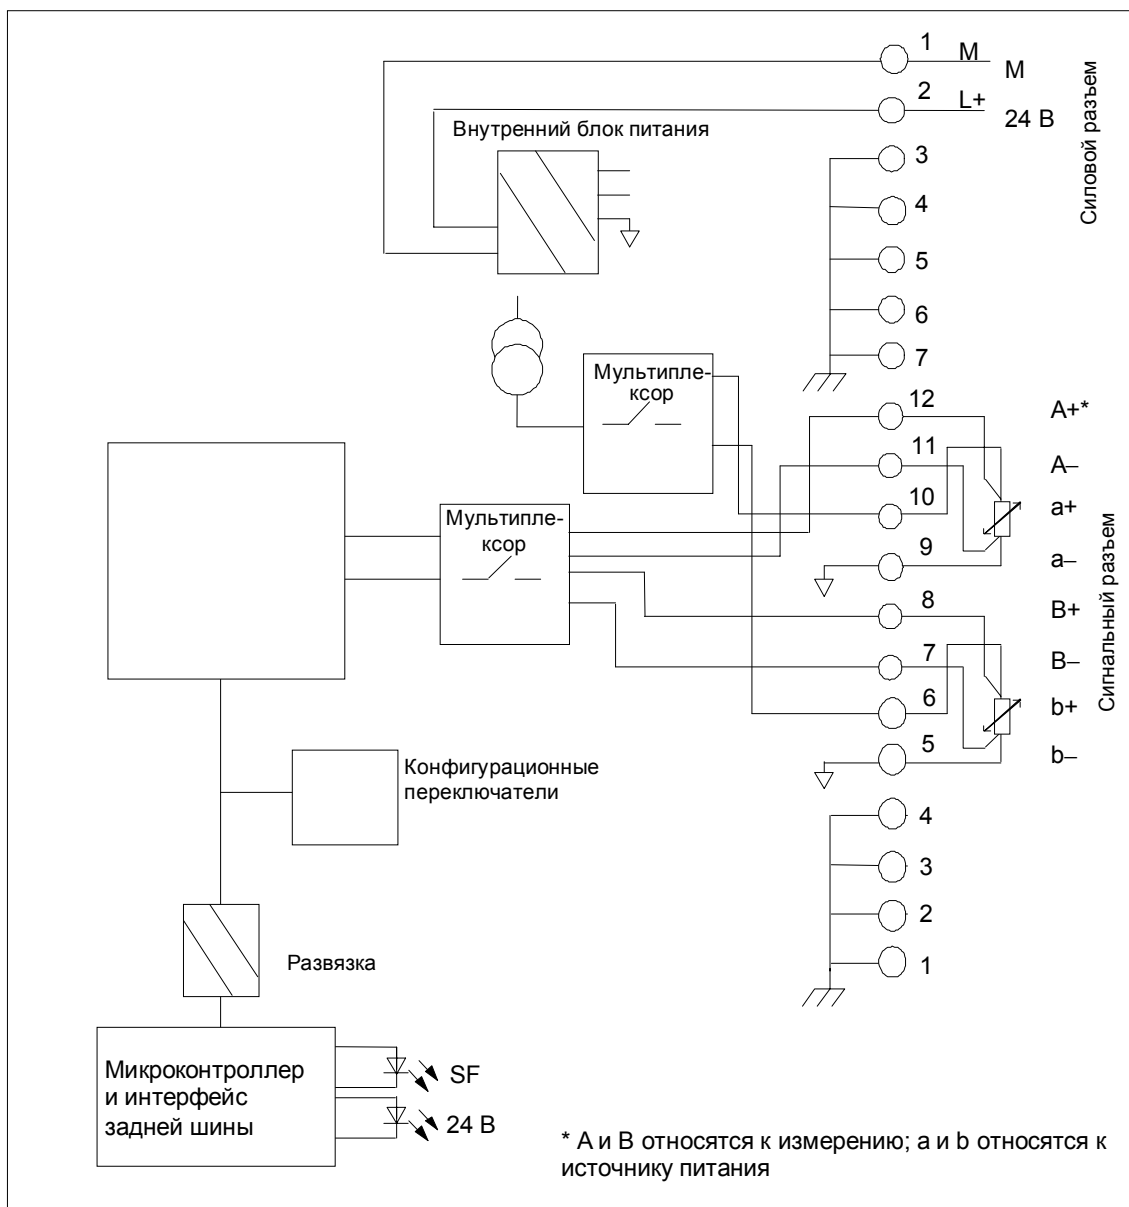 1
M
M
2
L+
24 В
Внутренний блок питания
3
4
5
6
7
Силовой разъем
Мультипле-
ксор
12
A+*
11
A–
10
a+
9
a–
Мультипле-
ксор
8
B+
7
B–
6
b+
5
b–
Сигнальный разъем
Конфигурационные
переключатели
4
3
2
1
Развязка
Микроконтроллер
и интерфейс
задней шины
SF
24 В
* А и В относятся к измерению; а и b относятся к
источнику питания